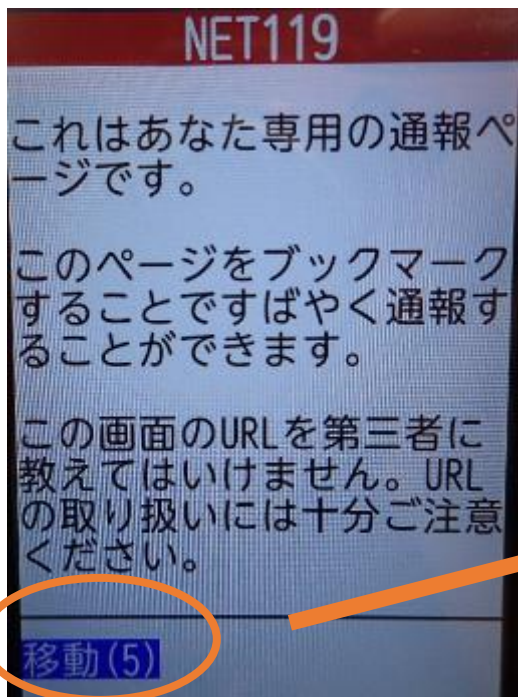 NET119
これはあなた専用の通報ペ
ージです。
このページをブックマーク
することですばやく通報す
ることができます。
この画面のURLを第三者に
教えてはいけません。URL
の取り扱いには十分ご注意
ください。
移動(5)